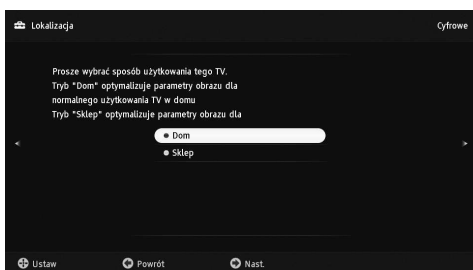 Lokalizacja
Cyfrowe
Prosze wybrać sposób użytkowania tego TV.
Tryb "Dom" optymalizuje parametry obrazu dla
normalnego użytkowania TV w domu
Tryb "Sklep" optymalizuje parametry obrazu dla
Dom
Sklep
Ustaw
Powrót
Nast.